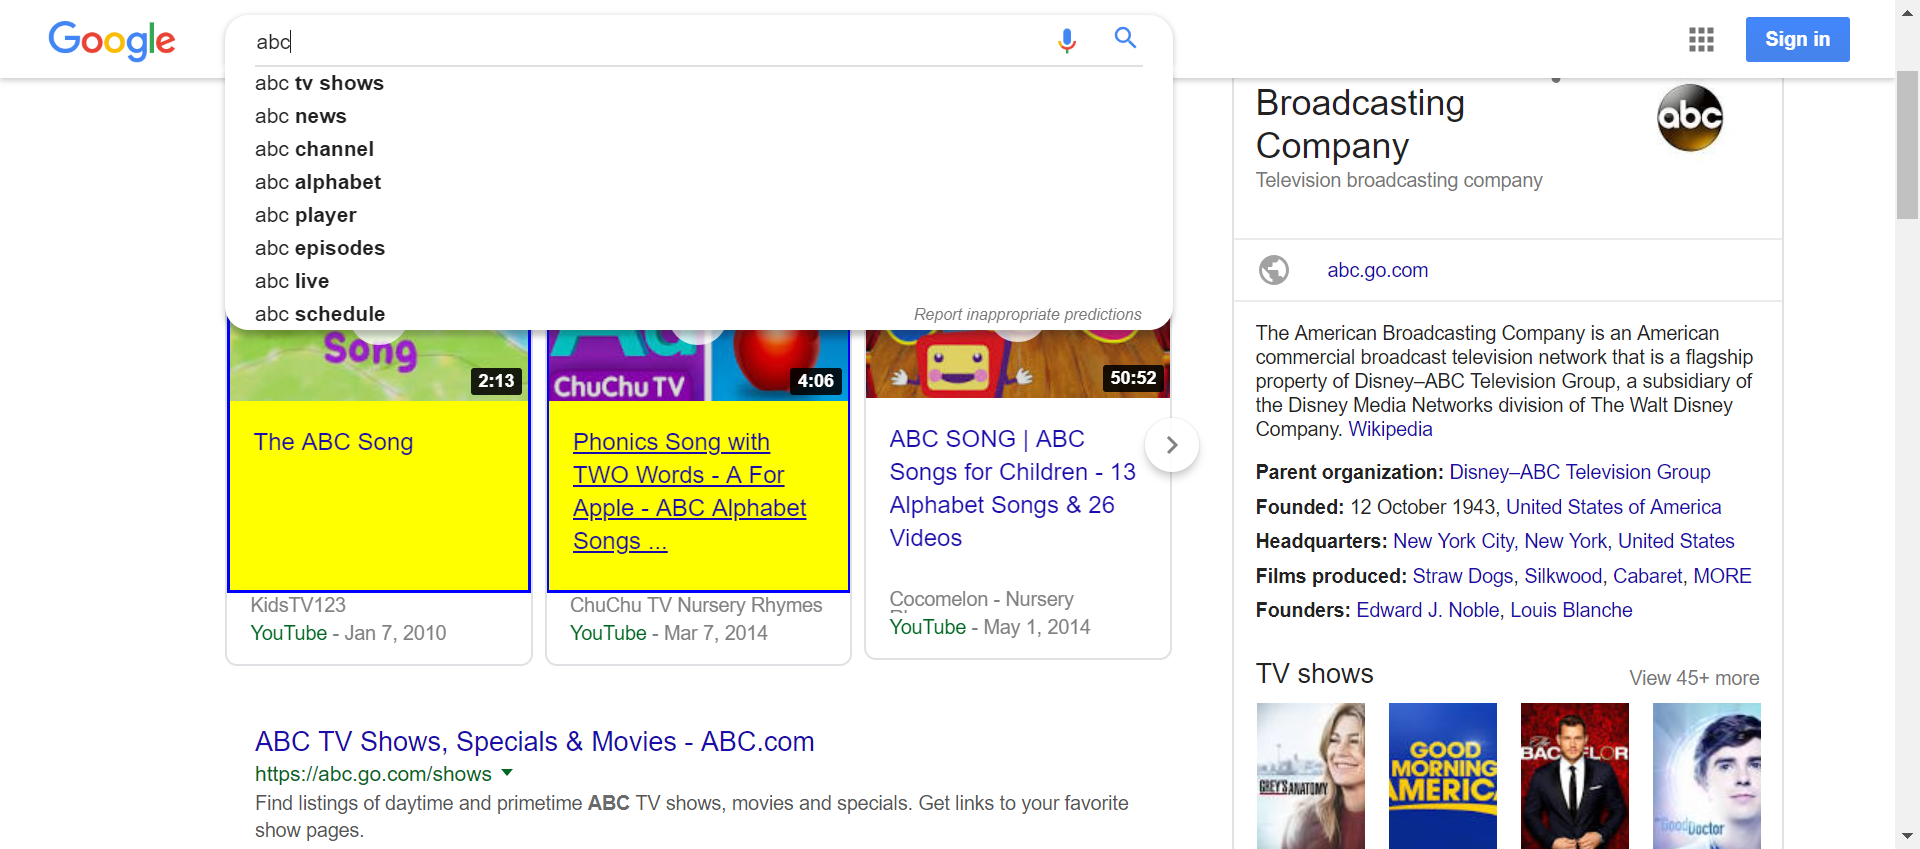 Google
abc
Sign in
abc tv shows
abc news
abc channel
abc alphabet
abc player
abc episodes
abc live
abc schedule
Report inappropriate predictions
Song
2:13
ChuChu TV
4:06
50:52
The ABC Song
Phonics Song with
TWO Words - A For
Apple - ABC Alphabet
Songs ...
ABC SONG | ABC
Songs for Children - 13
Alphabet Songs & 26
Videos
KidsTV123
YouTube - Jan 7, 2010
ChuChu TV Nursery Rhymes
YouTube - Mar 7, 2014
Cocomelon - Nursery
YouTube - May 1, 2014
ABC TV Shows, Specials & Movies - ABC.com
https://abc.go.com/shows
Find listings of daytime and primetime ABC TV shows, movies and specials. Get links to your favorite
show pages.
Broadcasting
Company
abc
Television broadcasting company
abc.go.com
The American Broadcasting Company is an American
commercial broadcast television network that is a flagship
property of Disney–ABC Television Group, a subsidiary of
the Disney Media Networks division of The Walt Disney
Company. Wikipedia
Parent organization: Disney–ABC Television Group
Founded: 12 October 1943, United States of America
Headquarters: New York City, New York, United States
Films produced: Straw Dogs, Silkwood, Cabaret, MORE
Founders: Edward J. Noble, Louis Blanche
TV shows
View 45+ more
GREY'S ANATOMY
GOOD
MORNING
AMERICA
The
BACHELOR
the Good Doctor